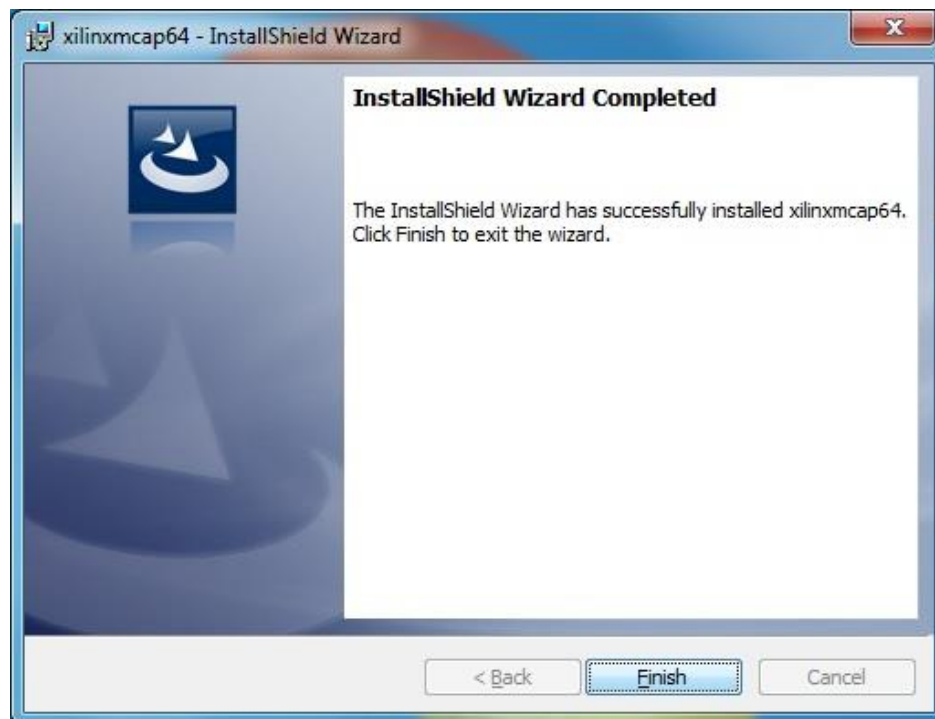 xilinxmcap64 - InstallShield Wizard
InstallShield Wizard Completed
The InstallShield Wizard has successfully installed xilinxmcap64.
Click Finish to exit the wizard.
< Back
Finish
Cancel